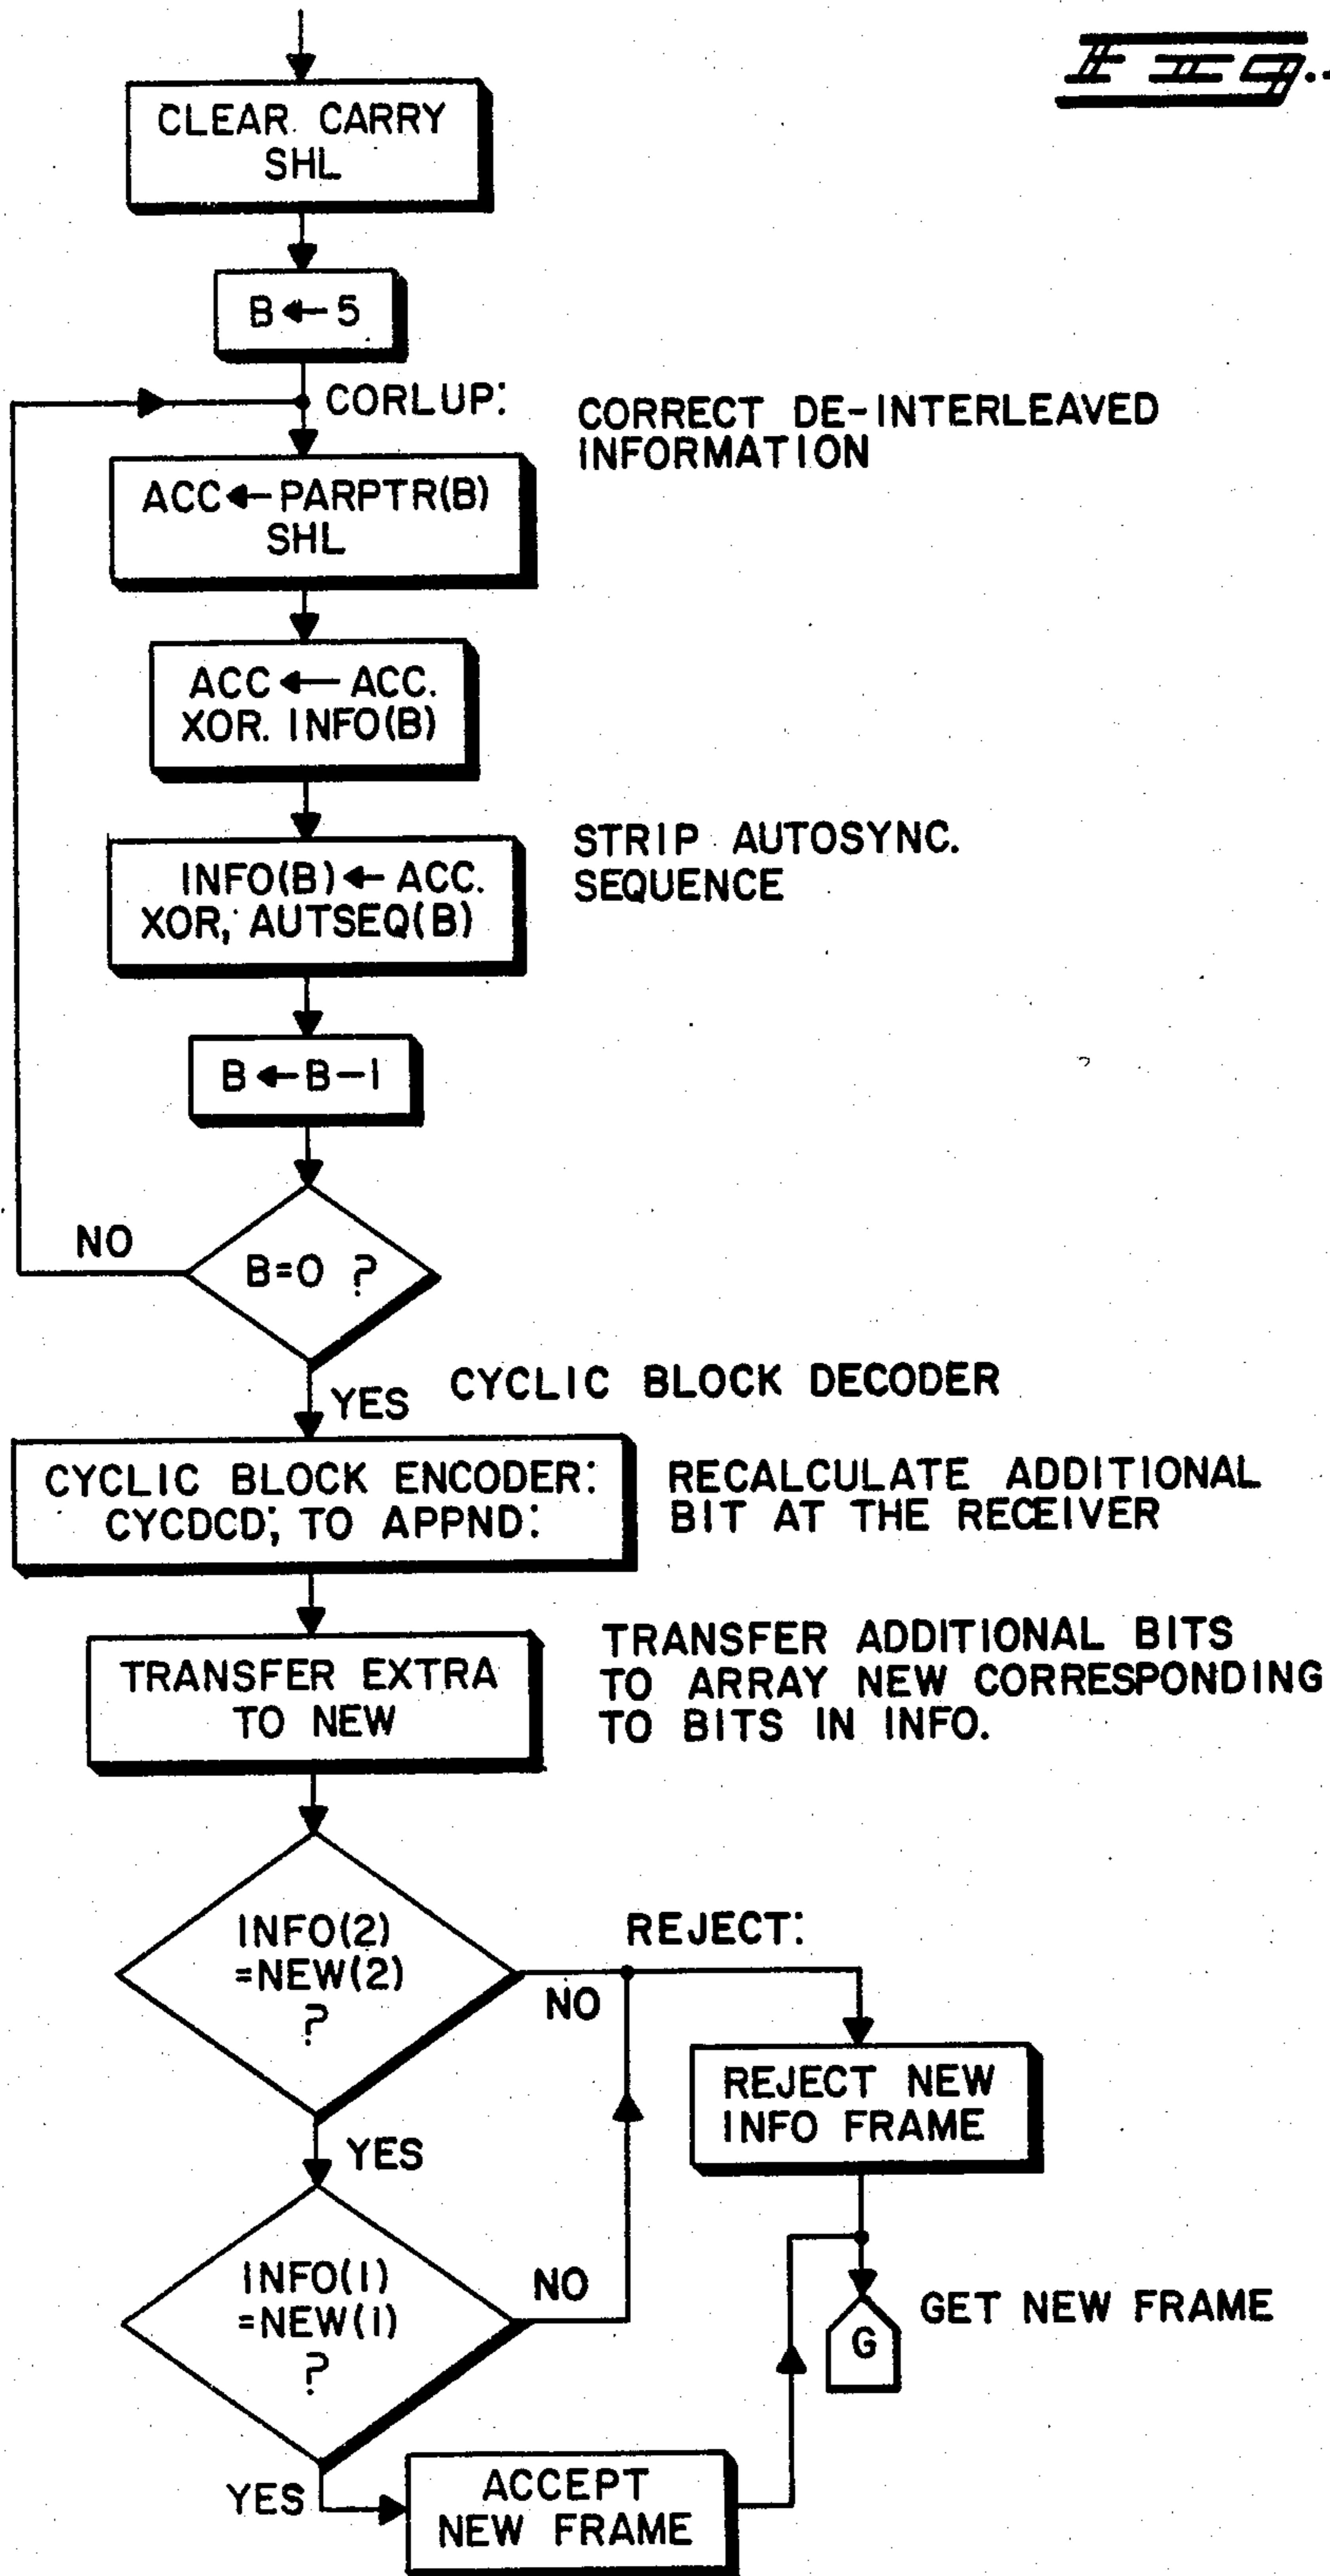 Fig.
CLEAR. CARRY
SHL
B ← 5
CORLUP:
CORRECT DE-INTERLEAVED
INFORMATION
ACC ← PARPTR(B)
SHL
ACC ← ACC.
XOR. INFO(B)
STRIP AUTOSYNC.
SEQUENCE
INFO(B) ← ACC.
XOR, AUTSEQ(B)
B ← B-1
NO
B=0 ?
YES
CYCLIC BLOCK DECODER
CYCLIC BLOCK ENCODER:
CYCDCD; TO APPND:
RECALCULATE ADDITIONAL
BIT AT THE RECEIVER
TRANSFER EXTRA
TO NEW
TRANSFER ADDITIONAL BITS
TO ARRAY NEW CORRESPONDING
TO BITS IN INFO.
INFO(2)
=NEW(2)
?
REJECT:
NO
REJECT NEW
INFO FRAME
YES
INFO(1)
=NEW(1)
?
NO
G
GET NEW FRAME
YES
ACCEPT
NEW FRAME